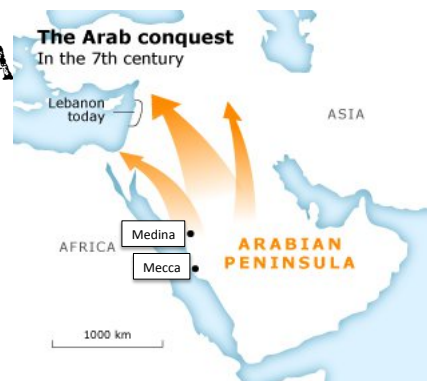 A
The Arab conquest
In the 7th century
Lebanon
today
ASIA
Medina
AFRICA
ARABIAN
PENINSULA
Mecca
1000 km